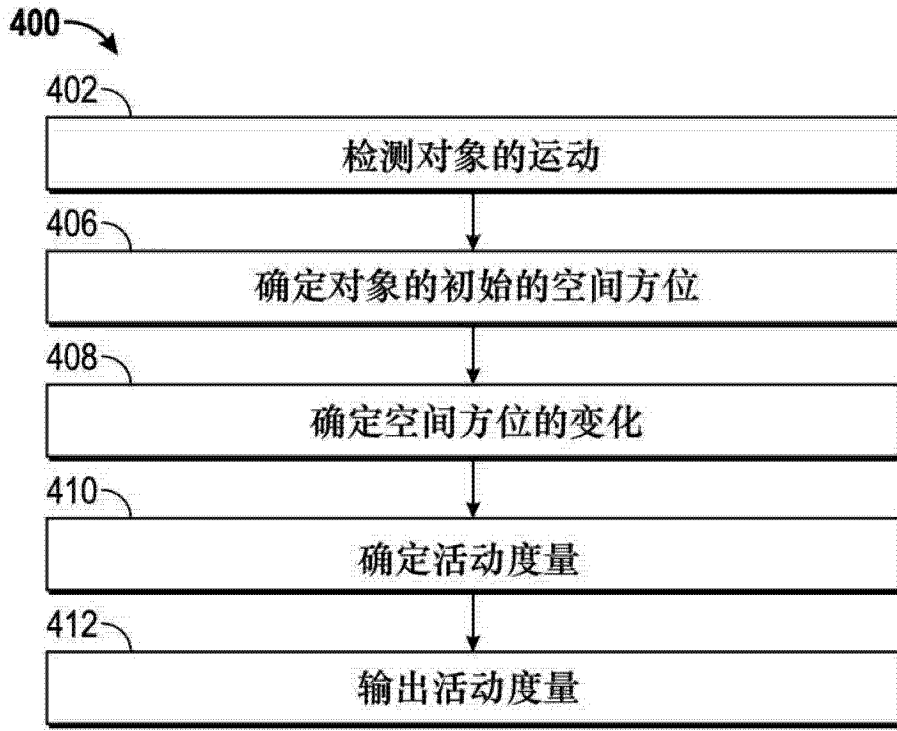 400
402
检测对象的运动
406
确定对象的初始的空间方位
408
确定空间方位的变化
410
确定活动度量
412
输出活动度量